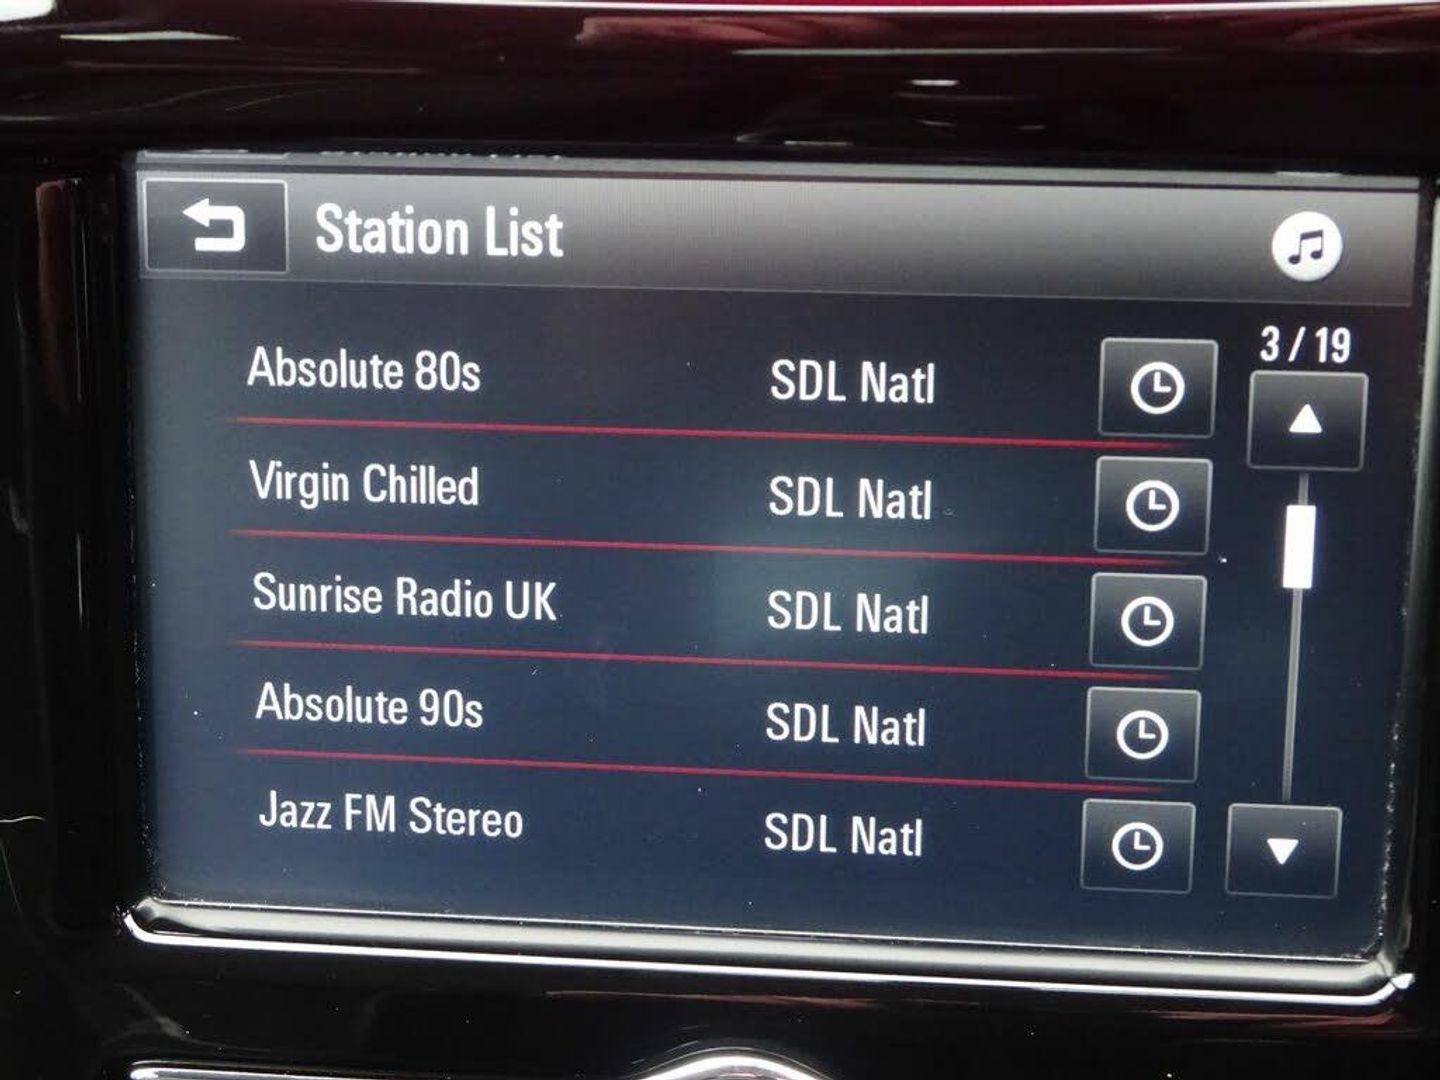 Station List
3 / 19
Absolute 80s SDL Natl
Virgin Chilled SDL Natl
Sunrise Radio UK SDL Natl
Absolute 90s SDL Natl
Jazz FM Stereo SDL Natl